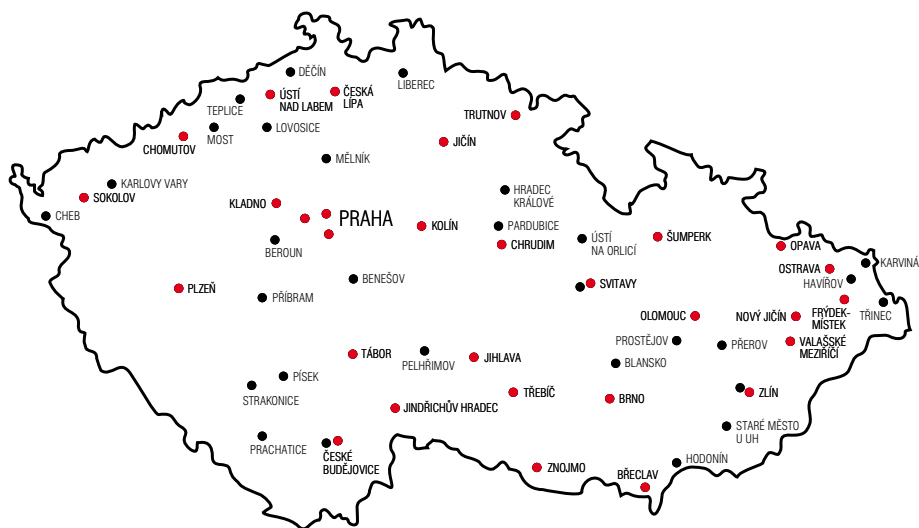 DĚČÍN
LIBEREC
ÚSTÍ
NAD LABEM
ČESKÁ
LÍPA
TEPLICE
TRUTNOV
LOVOSICE
MOST
CHOMUTOV
JIČÍN
MĚLNÍK
KARLOVY VARY
SOKOLOV
HRADEC
KRÁLOVÉ
KLADNO
CHEB
PRAHA
KOLÍN
PARDUBICE
BEROUN
CHRUDIM
ÚSTÍ
NA ORLICÍ
ŠUMPERK
OPAVA
KARVINÁ
OSTRAVA
HAVÍŘOV
BENEŠOV
SVITAVY
PLZEŇ
PŘÍBRAM
OLOMOUC
NOVÝ JIČÍN
FRÝDEK-
MÍSTEK
TŘINEC
PROSTĚJOV
PŘEROV
VALAŠSKÉ
MEZIŘÍČÍ
TÁBOR
PELHŘIMOV
JIHLAVA
BLANSKO
PÍSEK
STRAKONICE
TŘEBÍČ
ZLÍN
BRNO
JINDŘICHŮV HRADEC
STARÉ MĚSTO
U UH
PRACHATICE
ČESKÉ
BUDĚJOVICE
HODONÍN
ZNOJMO
BŘECLAV